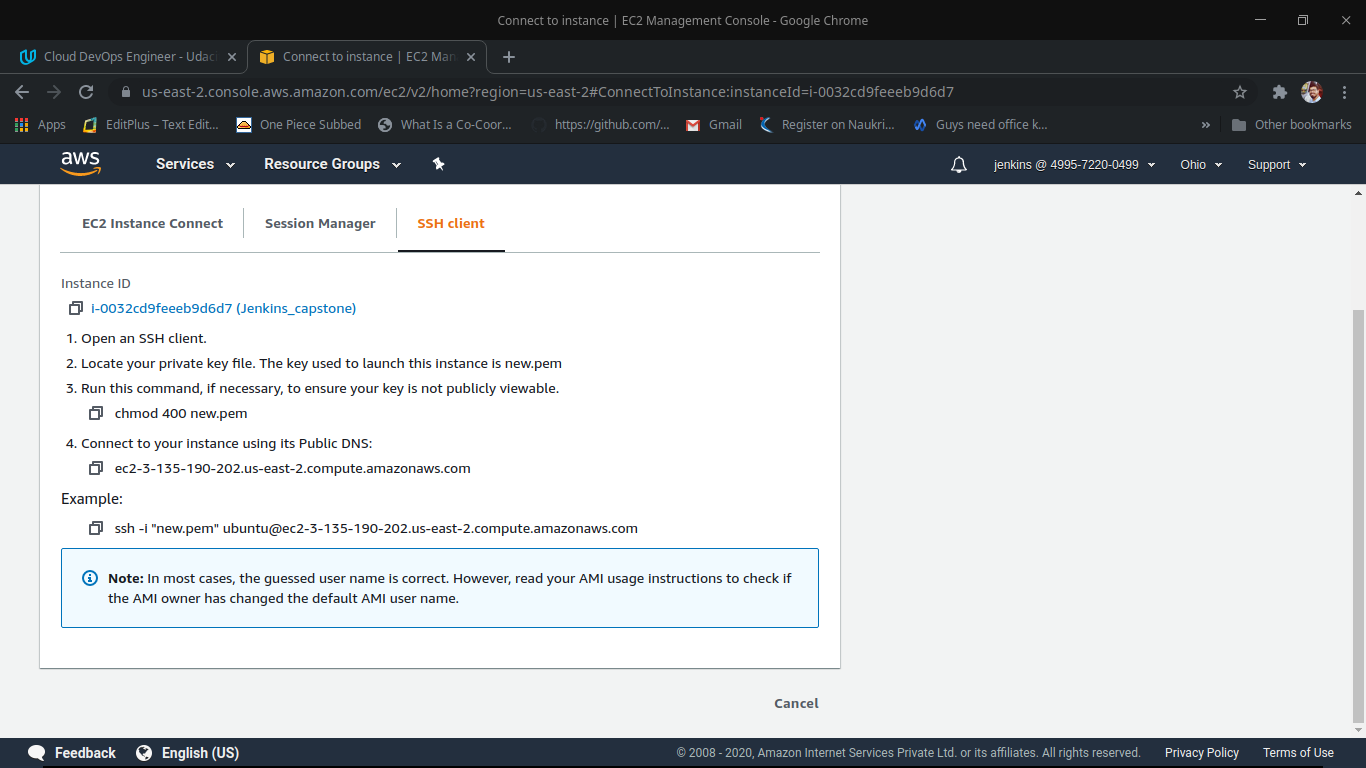 Connect to instance | EC2 Management Console - Google Chrome
Cloud DevOps Engineer - Udac
Connect to instance | EC2 Man
us-east-2.console.aws.amazon.com/ec2/v2/home?region=us-east-2#ConnectToInstance:instanceId=i-0032cd9feeeb9d6d7
Apps EditPlus – Text Edit... One Piece Subbed What Is a Co-Coor... https://github.com/... Gmail Register on Naukri... Guys need office k... » Other bookmarks
aws Services Resource Groups jenkins @ 4995-7220-0499 Ohio Support
EC2 Instance Connect Session Manager SSH client
Instance ID
i-0032cd9feeeb9d6d7 (Jenkins_capstone)
1. Open an SSH client.
2. Locate your private key file. The key used to launch this instance is new.pem
3. Run this command, if necessary, to ensure your key is not publicly viewable.
chmod 400 new.pem
4. Connect to your instance using its Public DNS:
ec2-3-135-190-202.us-east-2.compute.amazonaws.com
Example:
ssh -i "new.pem" ubuntu@ec2-3-135-190-202.us-east-2.compute.amazonaws.com
Note: In most cases, the guessed user name is correct. However, read your AMI usage instructions to check if
the AMI owner has changed the default AMI user name.
Cancel
Feedback English (US) © 2008 - 2020, Amazon Internet Services Private Ltd. or its affiliates. All rights reserved. Privacy Policy Terms of Use